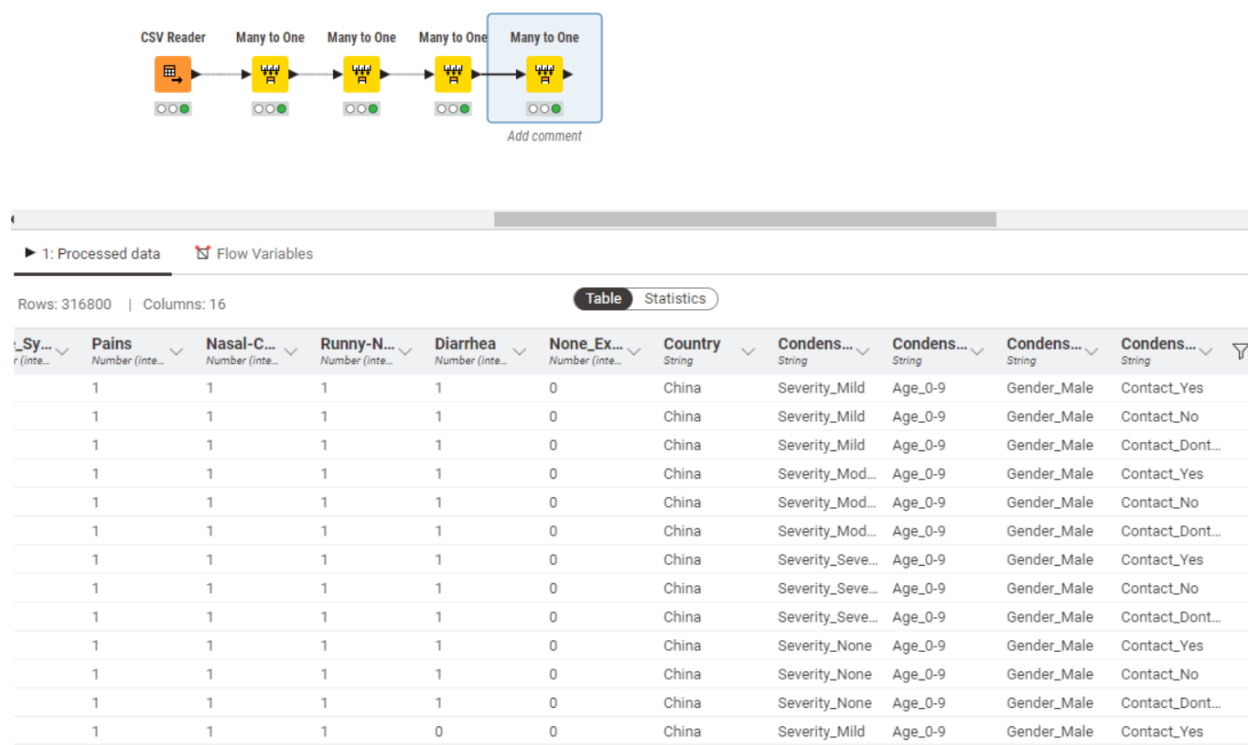 CSV Reader Many to One Many to One Many to One Many to One
Add comment
1: Processed data Flow Variables
Rows: 316800 | Columns: 16 Table Statistics
_Sy... Pains Nasal-C... Runny-N... Diarrhea None_Ex... Country Condens... Condens... Condens... Condens...
r (inte... Number (inte... Number (inte... Number (inte... Number (inte... Number (inte... String String String String String
1 1 1 1 0 China Severity_Mild Age_0-9 Gender_Male Contact_Yes
1 1 1 1 0 China Severity_Mild Age_0-9 Gender_Male Contact_No
1 1 1 1 0 China Severity_Mild Age_0-9 Gender_Male Contact_Dont...
1 1 1 1 0 China Severity_Mod... Age_0-9 Gender_Male Contact_Yes
1 1 1 1 0 China Severity_Mod... Age_0-9 Gender_Male Contact_No
1 1 1 1 0 China Severity_Mod... Age_0-9 Gender_Male Contact_Dont...
1 1 1 1 0 China Severity_Seve... Age_0-9 Gender_Male Contact_Yes
1 1 1 1 0 China Severity_Seve... Age_0-9 Gender_Male Contact_No
1 1 1 1 0 China Severity_Seve... Age_0-9 Gender_Male Contact_Dont...
1 1 1 1 0 China Severity_None Age_0-9 Gender_Male Contact_Yes
1 1 1 1 0 China Severity_None Age_0-9 Gender_Male Contact_No
1 1 1 1 0 China Severity_None Age_0-9 Gender_Male Contact_Dont...
1 1 1 0 0 China Severity_Mild Age_0-9 Gender_Male Contact_Yes